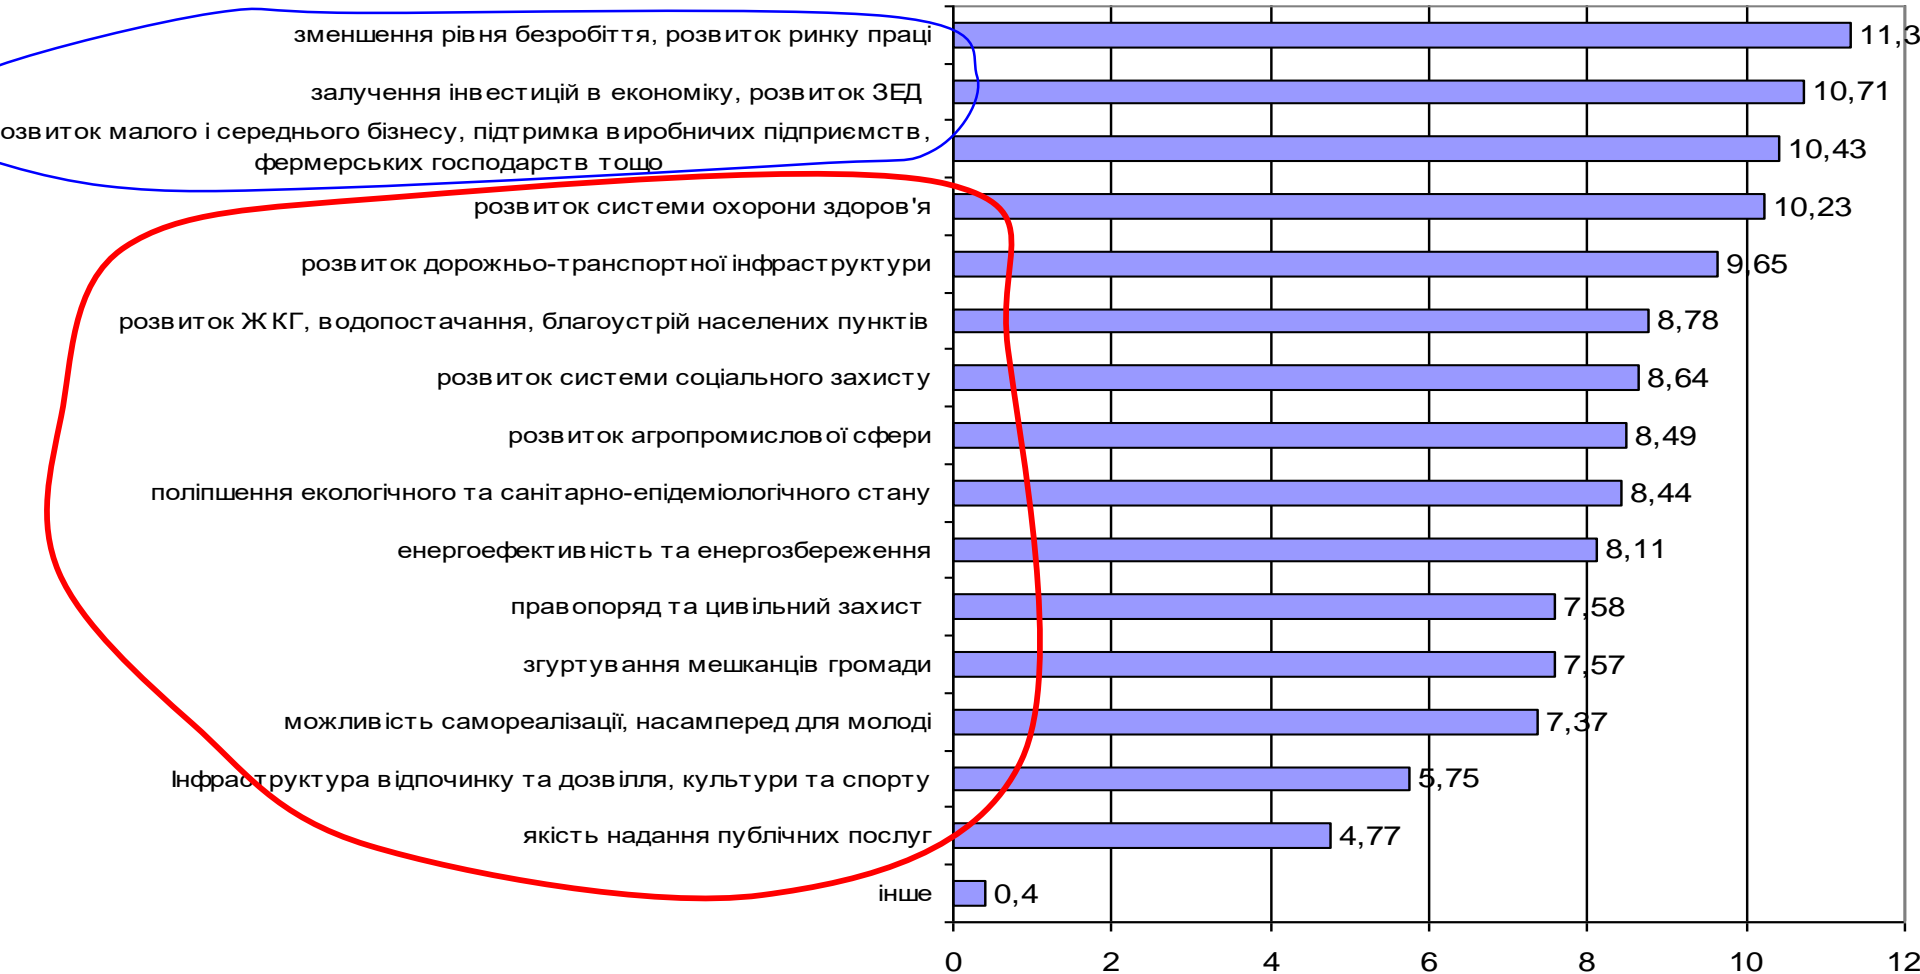 зменшення рівня безробіття, розвиток ринку праці 11,3
залучення інвестицій в економіку, розвиток ЗЕД 10,71
озвиток малого і середнього бізнесу, підтримка виробничих підприємств,
фермерських господарств тощо 10,43
розвиток системи охорони здоров'я 10,23
розвиток дорожньо-транспортної інфраструктури 9,65
розвиток ЖКГ, водопостачання, благоустрій населених пунктів 8,78
розвиток системи соціального захисту 8,64
розвиток агропромислової сфери 8,49
поліпшення екологічного та санітарно-епідеміологічного стану 8,44
енергоефективність та енергозбереження 8,11
правопоряд та цивільний захист 7,58
згуртування мешканців громади 7,57
можливість самореалізації, насамперед для молоді 7,37
Інфраструктура відпочинку та дозвілля, культури та спорту 5,75
якість надання публічних послуг 4,77
інше 0,4
0 2 4 6 8 10 12